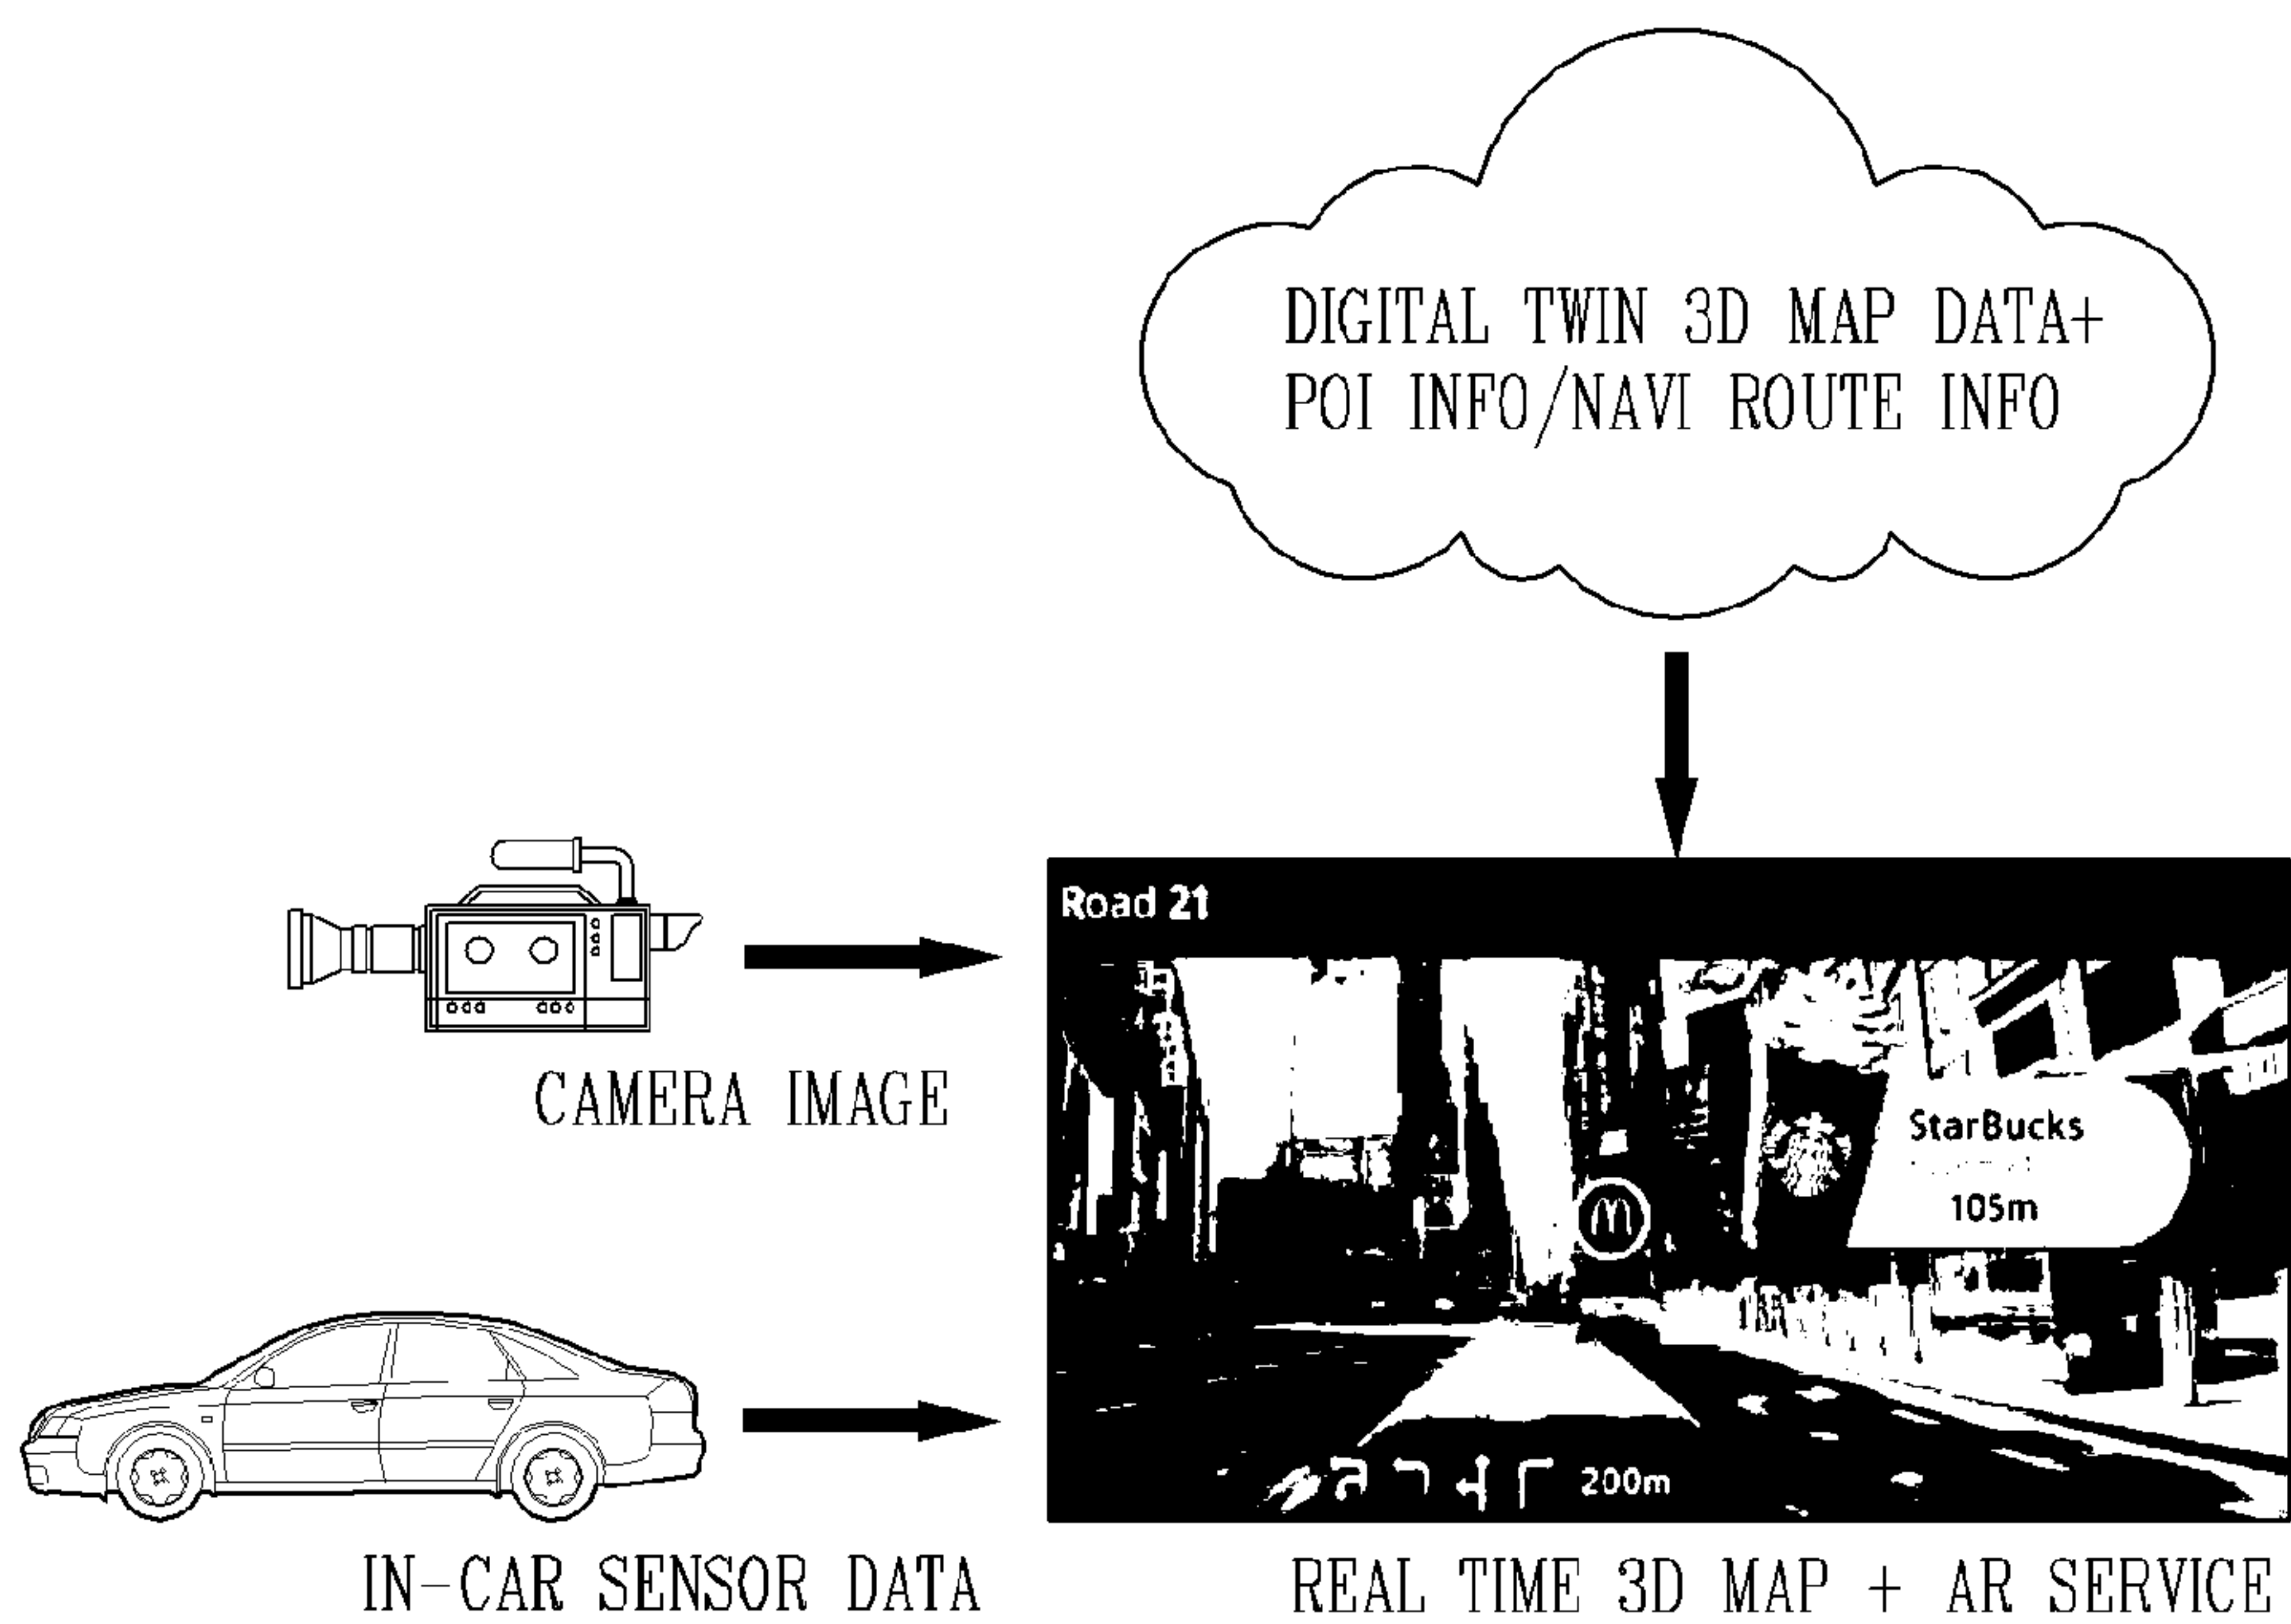 DIGITAL TWIN 3D MAP DATA+
POI INFO/NAVI ROUTE INFO
Road 21
StarBucks
105m
200m
CAMERA IMAGE
IN-CAR SENSOR DATA
REAL TIME 3D MAP + AR SERVICE